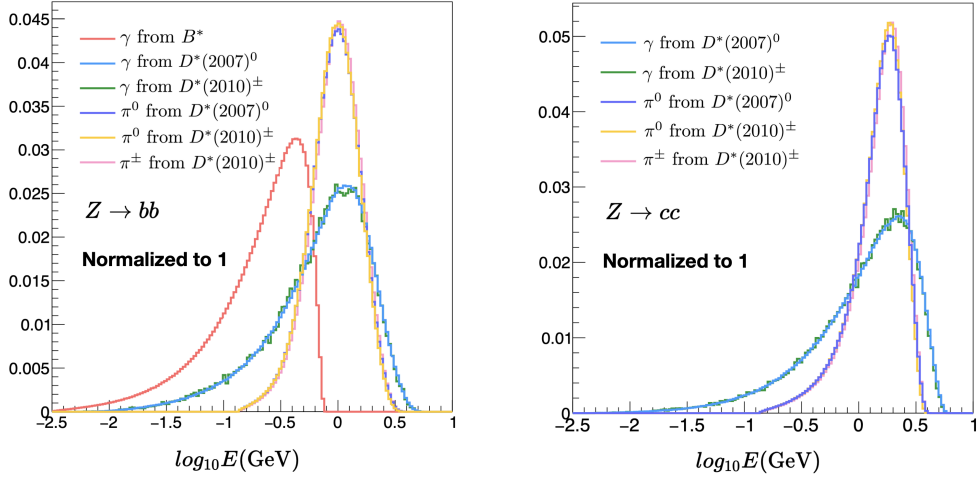 0.045
0.04
0.035
0.03
0.025
0.02
0.015
0.01
0.005
0
γ from B*
γ from D*(2007)⁰
γ from D*(2010)±
π⁰ from D*(2007)⁰
π⁰ from D*(2010)±
π± from D*(2010)±
Z → bb
Normalized to 1
−2.5 −2 −1.5 −1 −0.5 0 0.5 1
log₁₀E(GeV)
0.05
0.04
0.03
0.02
0.01
0
γ from D*(2007)⁰
γ from D*(2010)±
π⁰ from D*(2007)⁰
π⁰ from D*(2010)±
π± from D*(2010)±
Z → cc
Normalized to 1
−2.5 −2 −1.5 −1 −0.5 0 0.5 1
log₁₀E(GeV)